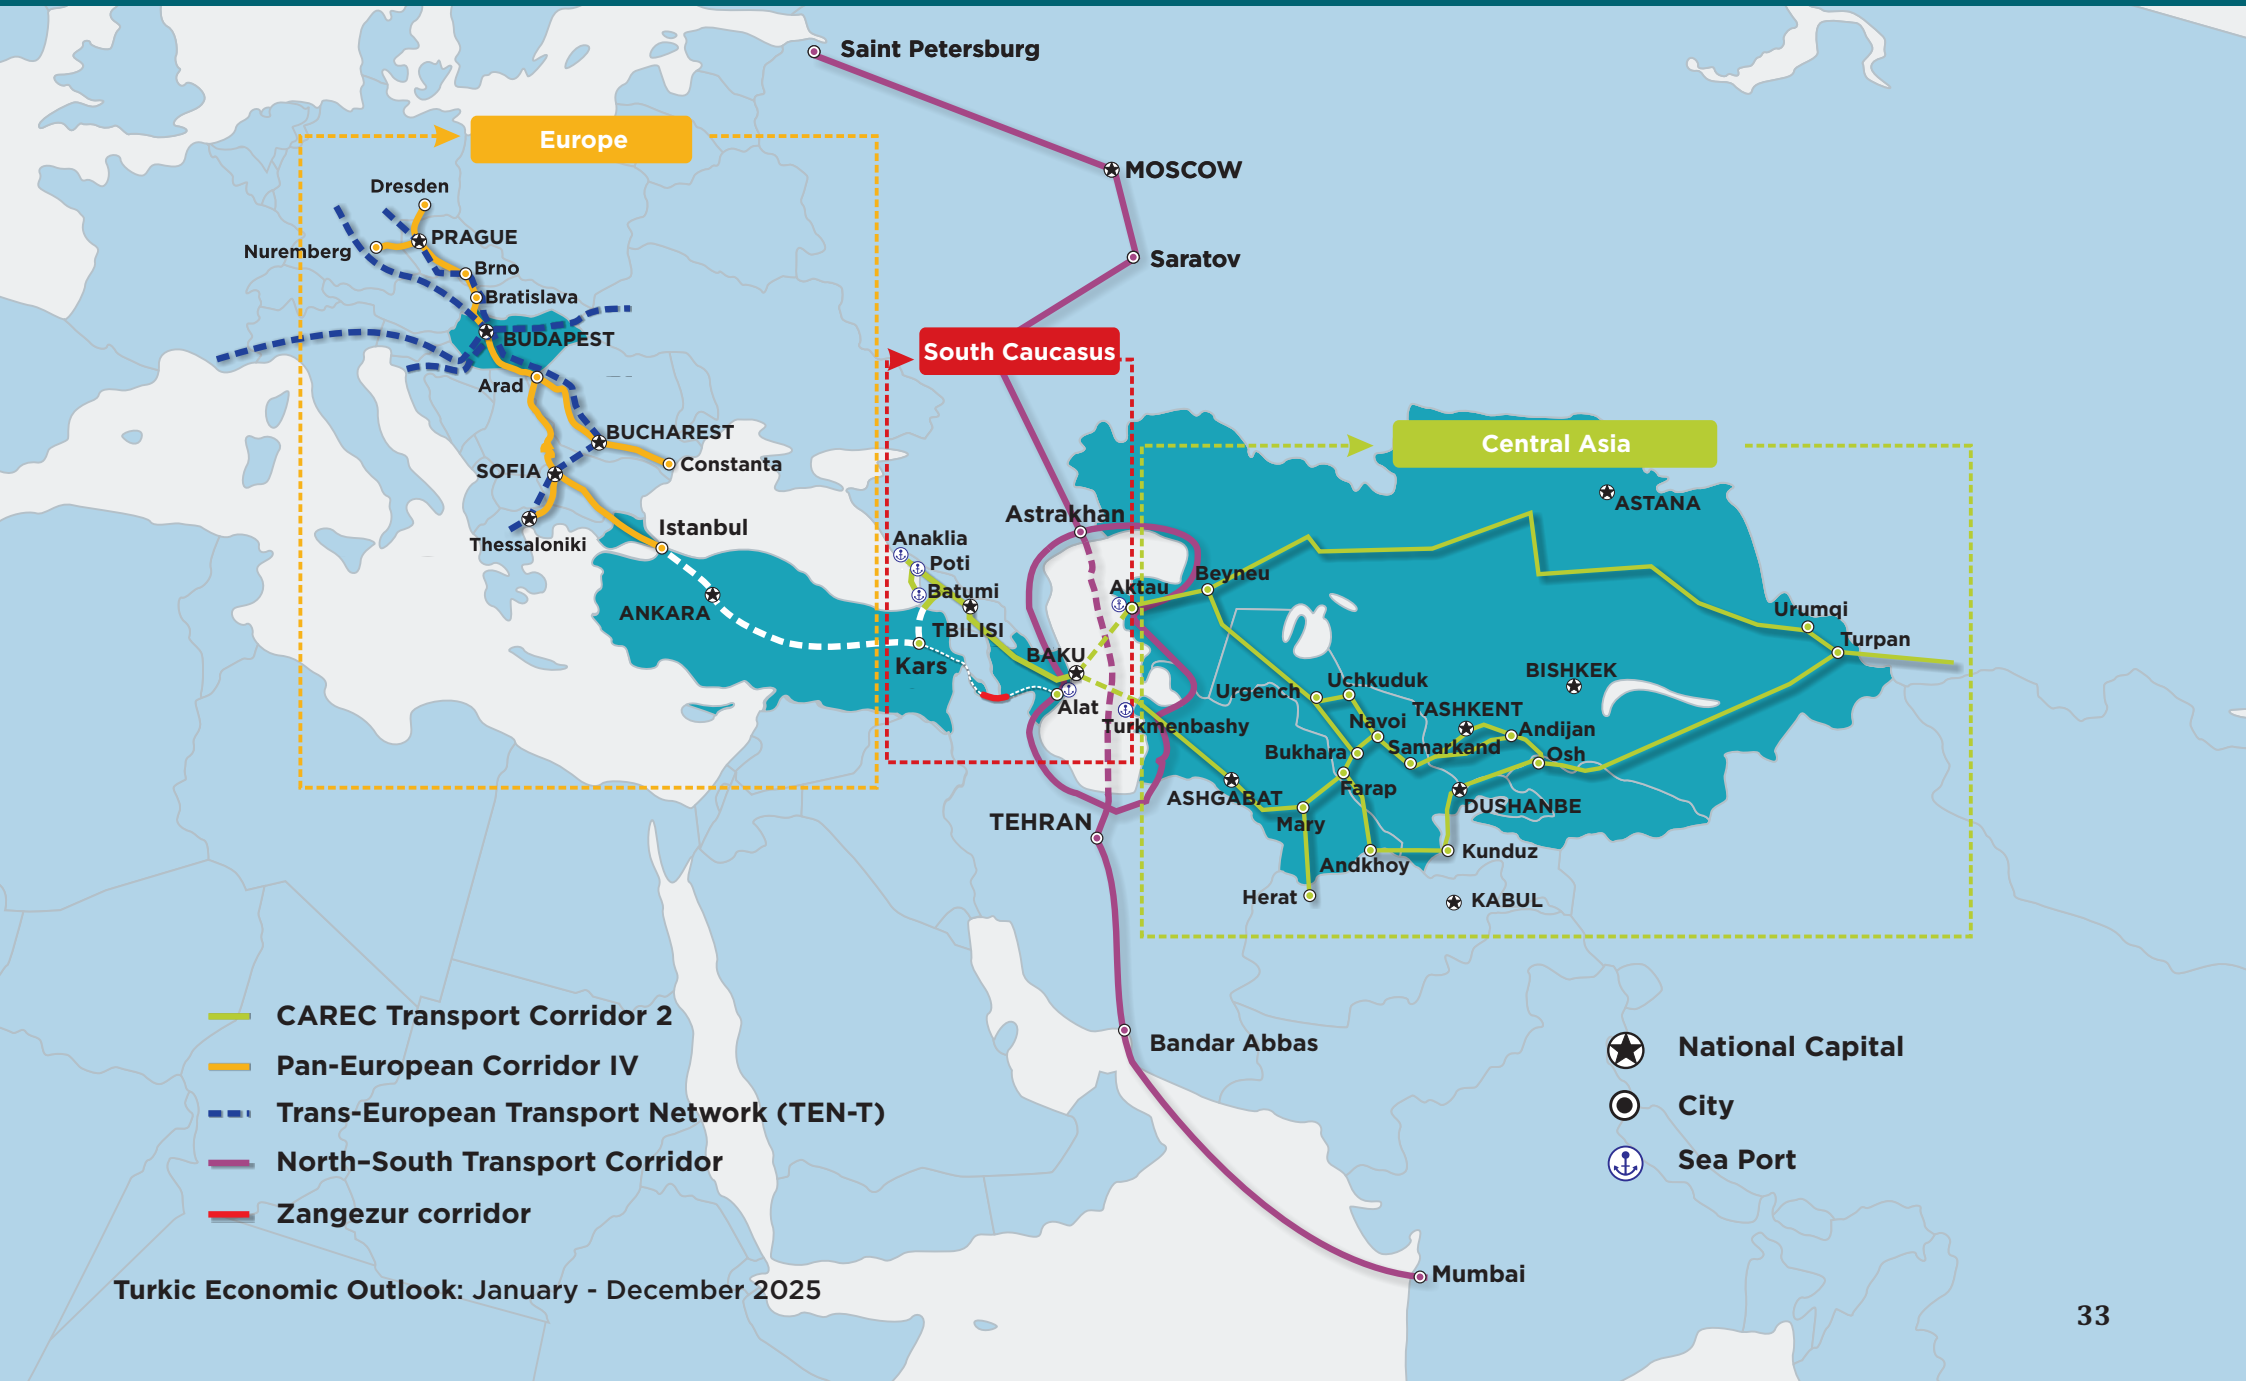 Saint Petersburg
MOSCOW
Saratov
Europe
Dresden
PRAGUE
Nuremberg
Brno
Bratislava
BUDAPEST
Arad
BUCHAREST
Constanta
SOFIA
Thessaloniki
Istanbul
ANKARA
South Caucasus
Astrakhan
Anaklia
Poti
Batumi
TBILISI
Kars
BAKU
Alat
Aktau
Turkmenbashy
TEHRAN
Central Asia
ASTANA
Beyneu
Urumqi
Turpan
BISHKEK
Urgench
Uchkuduk
TASHKENT
Navoi
Andijan
Bukhara
Samarkand
Osh
Farap
ASHGABAT
DUSHANBE
Mary
Andkhoy
Kunduz
Herat
KABUL
Bandar Abbas
Mumbai
CAREC Transport Corridor 2
Pan-European Corridor IV
Trans-European Transport Network (TEN-T)
North–South Transport Corridor
Zangezur corridor
National Capital
City
Sea Port
Turkic Economic Outlook: January - December 2025
33